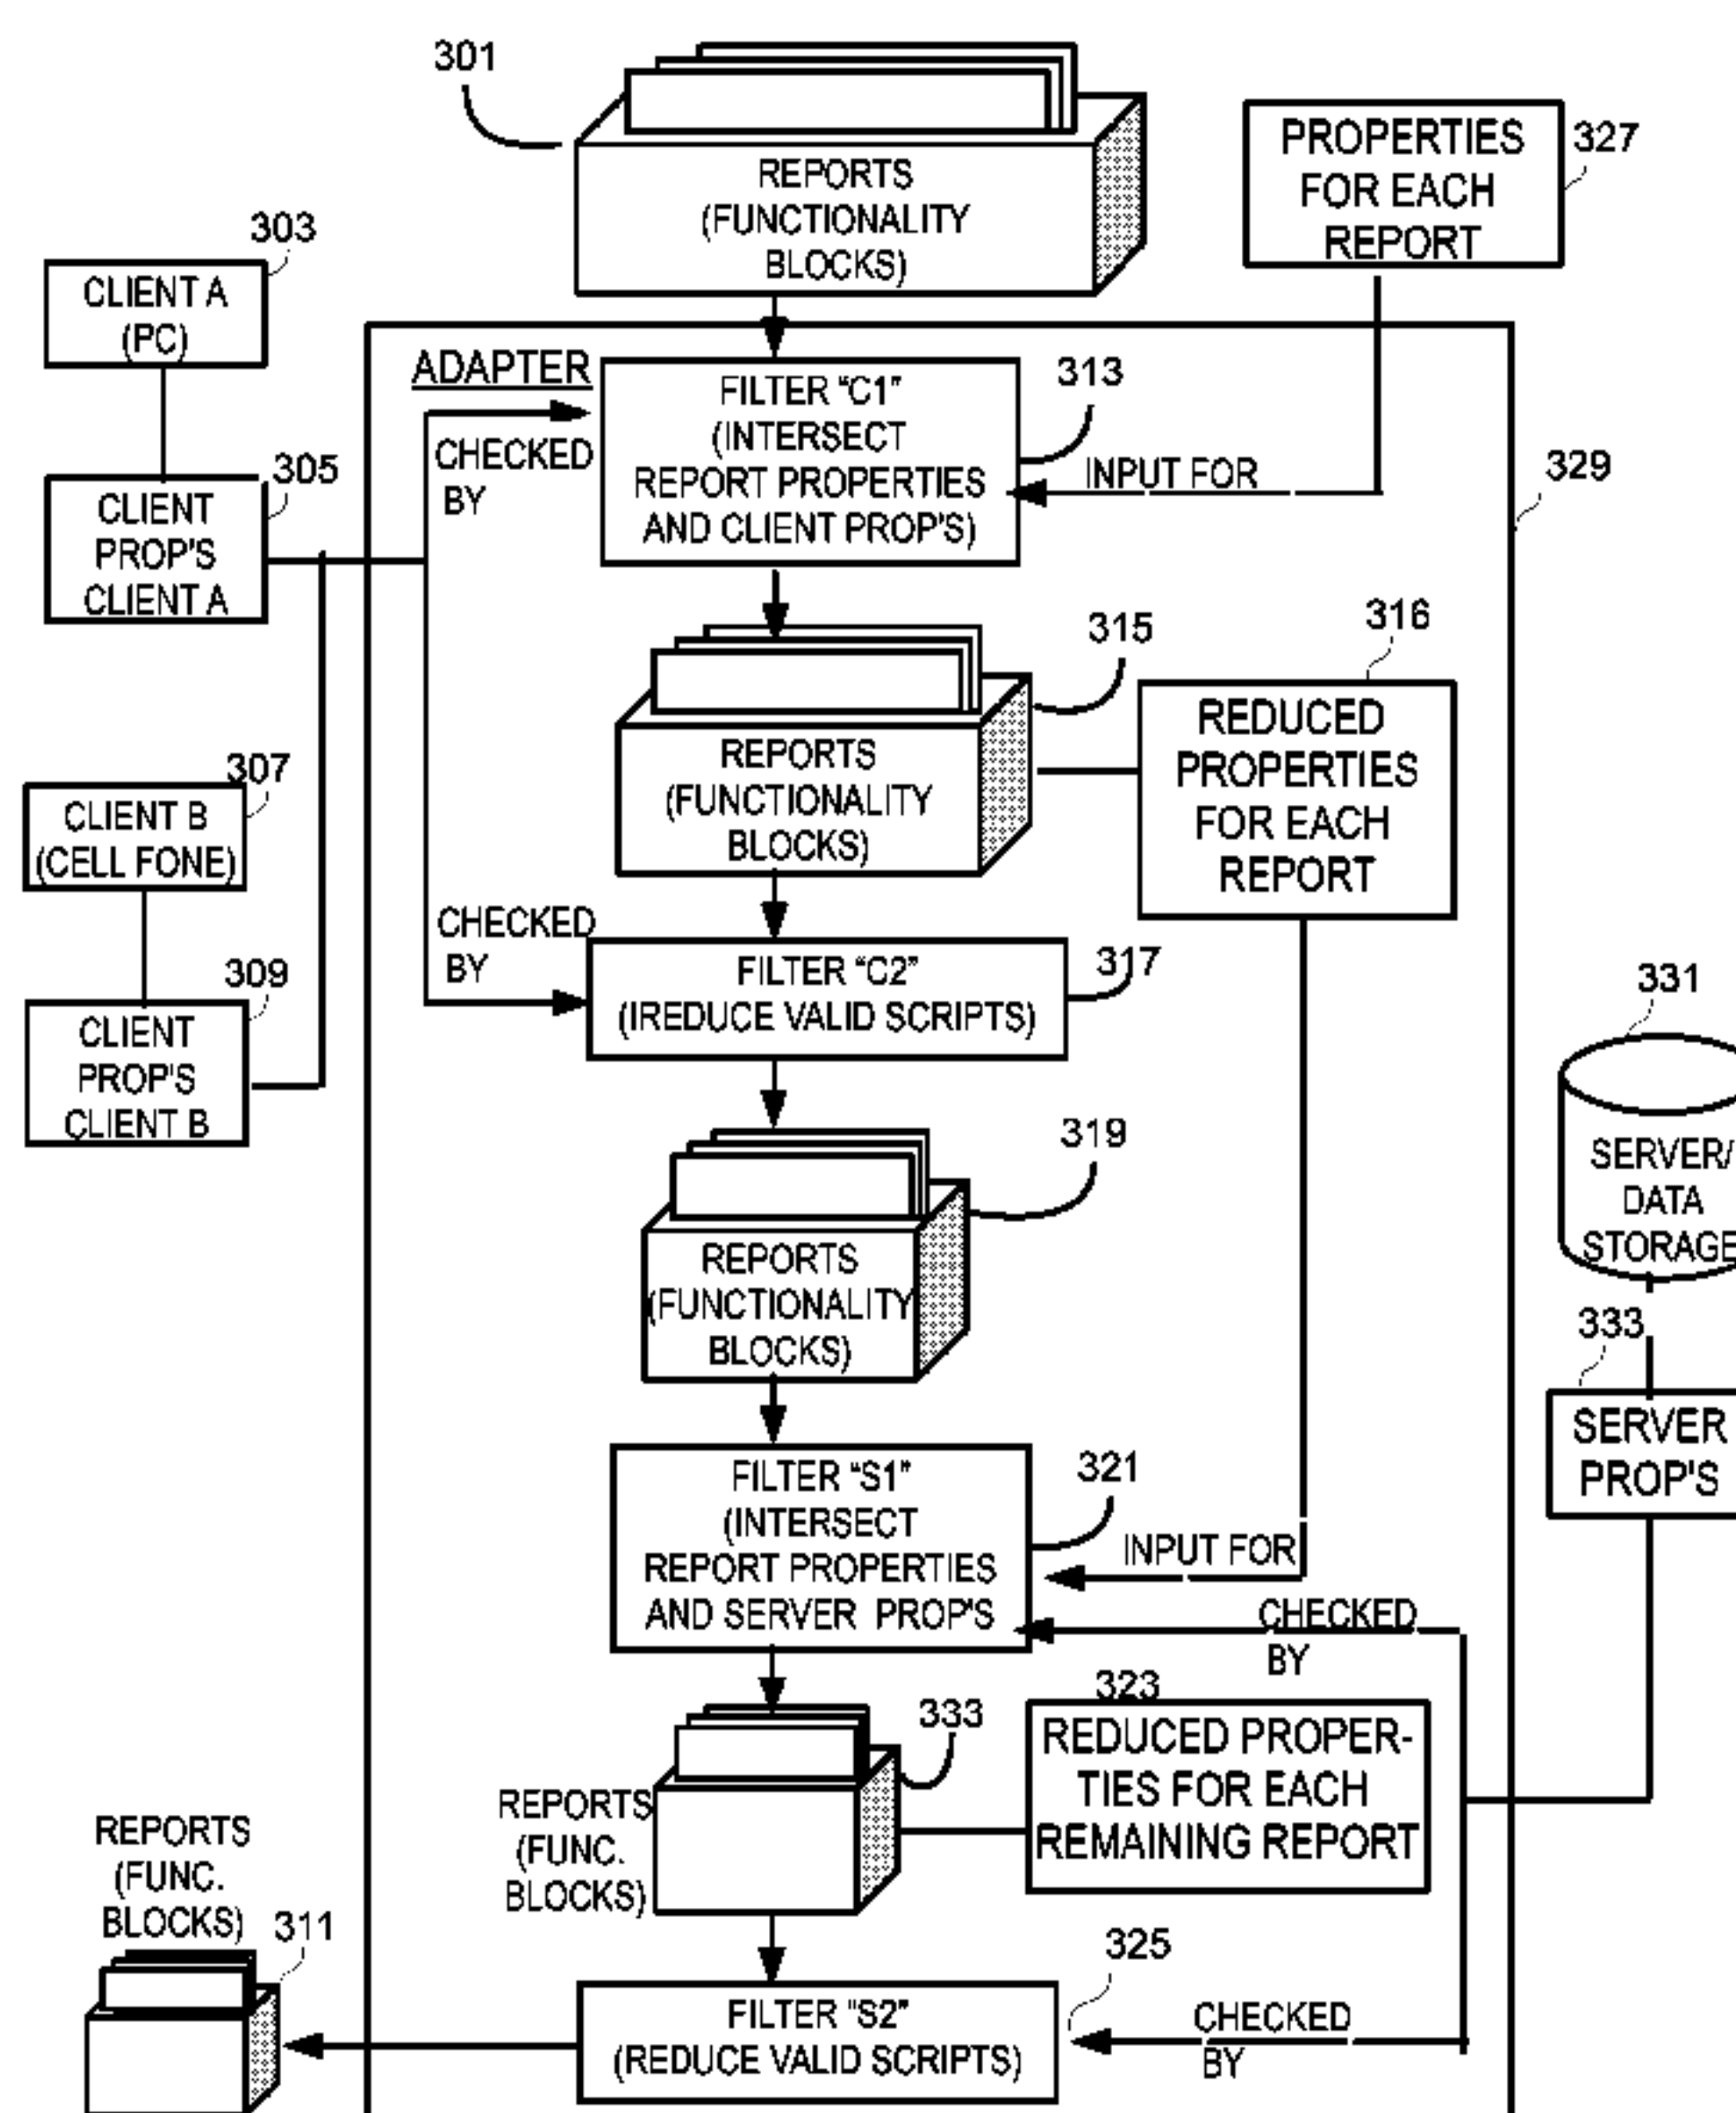 301
REPORTS
(FUNCTIONALITY
BLOCKS)
PROPERTIES
FOR EACH
REPORT
327
303
CLIENT A
(PC)
305
CLIENT
PROP'S
CLIENT A
307
CLIENT B
(CELL FONE)
309
CLIENT
PROP'S
CLIENT B
ADAPTER
CHECKED
BY
FILTER "C1"
(INTERSECT
REPORT PROPERTIES
AND CLIENT PROP'S)
313
INPUT FOR
329
315
REPORTS
(FUNCTIONALITY
BLOCKS)
316
REDUCED
PROPERTIES
FOR EACH
REPORT
CHECKED
BY
FILTER "C2"
(IREDUCE VALID SCRIPTS)
317
319
REPORTS
(FUNCTIONALITY
BLOCKS)
331
SERVER/
DATA
STORAGE
333
SERVER
PROP'S
FILTER "S1"
(INTERSECT
REPORT PROPERTIES
AND SERVER PROP'S
321
INPUT FOR
CHECKED
BY
333
REPORTS
(FUNC.
BLOCKS)
323
REDUCED PROPER-
TIES FOR EACH
REMAINING REPORT
REPORTS
(FUNC.
BLOCKS)
311
FILTER "S2"
(REDUCE VALID SCRIPTS)
325
CHECKED
BY